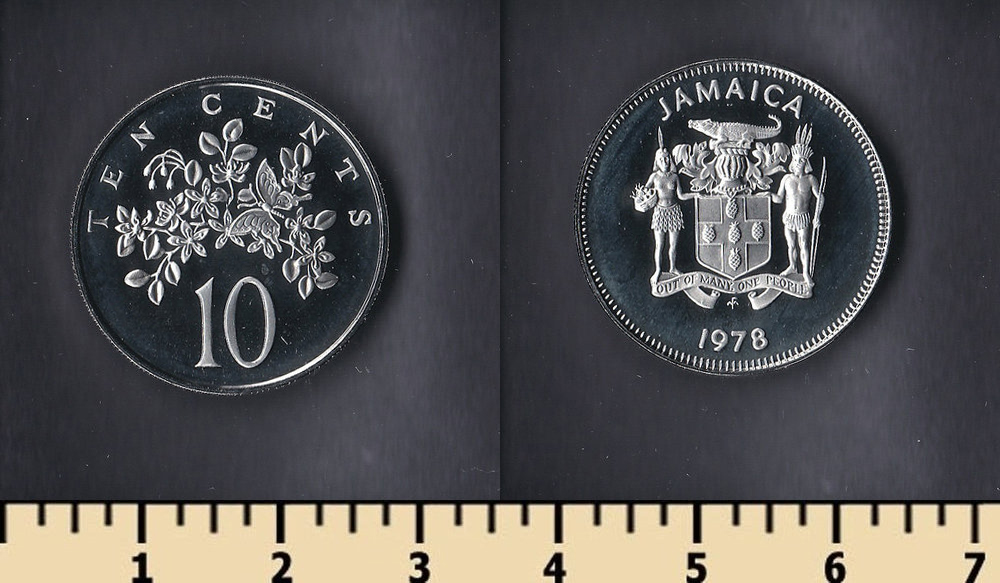 TEN CENTS
10
JAMAICA
OUT OF MANY, ONE PEOPLE
1978
1 2 3 4 5 6 7